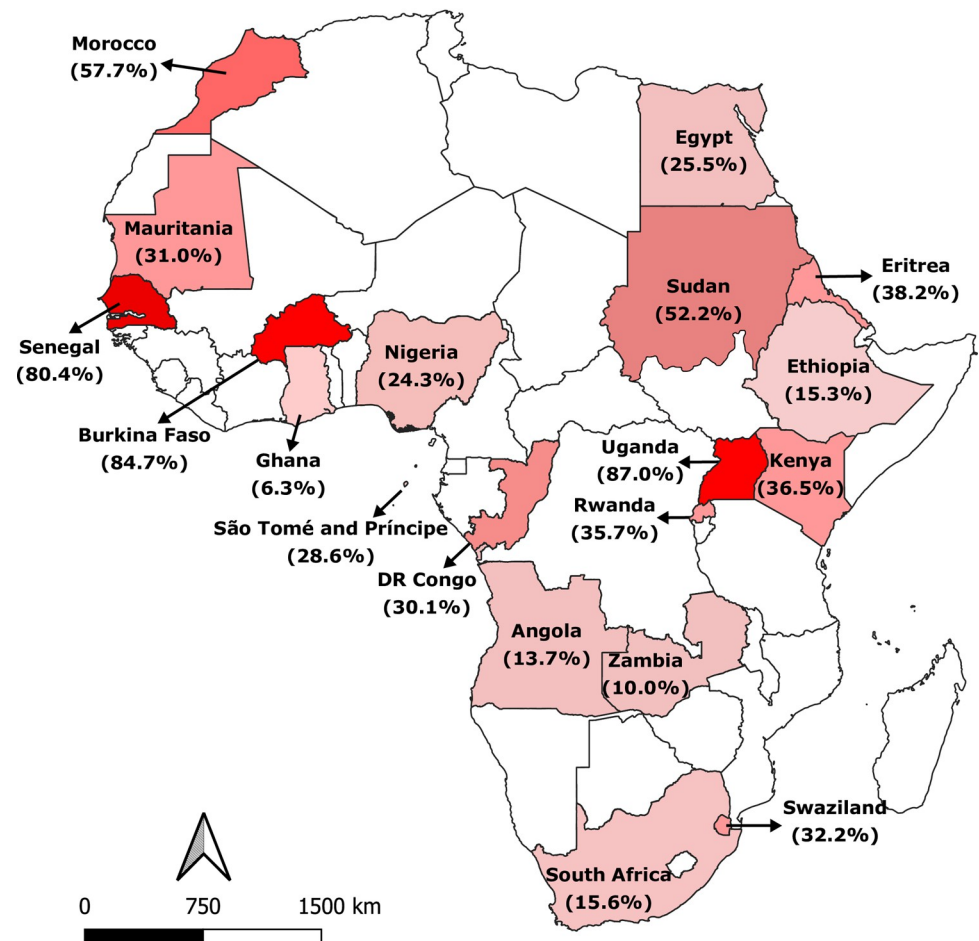 Morocco
(57.7%)
Egypt
(25.5%)
Mauritania
(31.0%)
Sudan
(52.2%)
Eritrea
(38.2%)
Senegal
(80.4%)
Nigeria
(24.3%)
Ethiopia
(15.3%)
Burkina Faso
(84.7%)
Ghana
(6.3%)
Uganda
(87.0%)
Kenya
(36.5%)
Rwanda
(35.7%)
São Tomé and Príncipe
(28.6%)
DR Congo
(30.1%)
Angola
(13.7%)
Zambia
(10.0%)
Swaziland
(32.2%)
South Africa
(15.6%)
0 750 1500 km